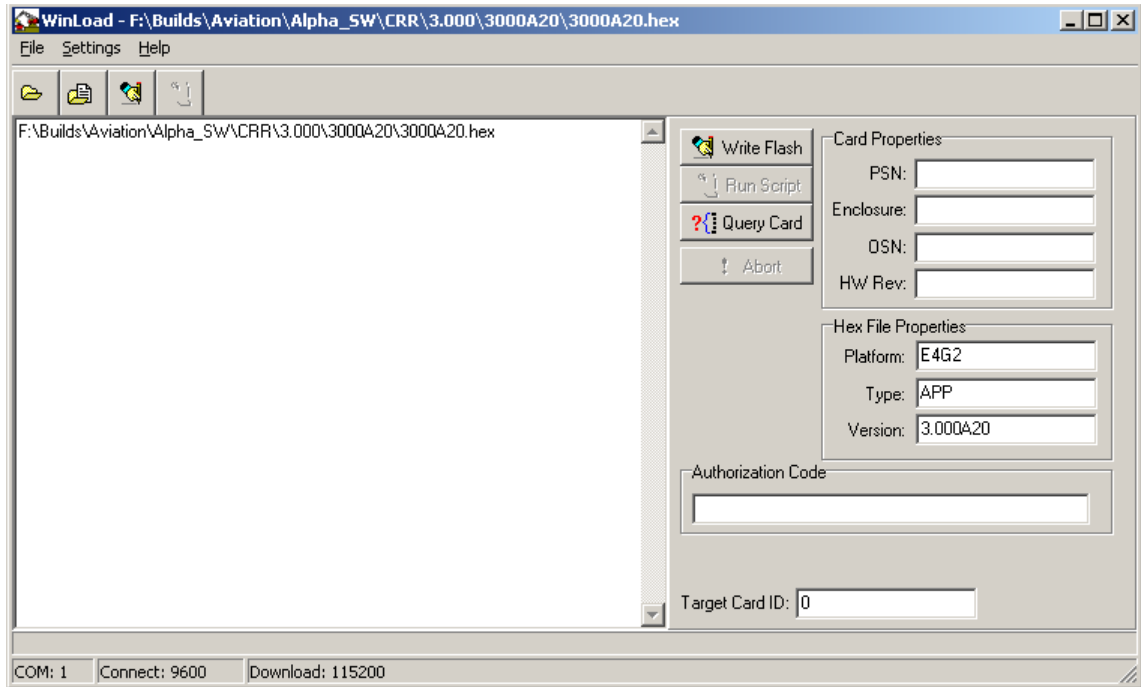 WinLoad - F:\Builds\Aviation\Alpha_SW\CRR\3.000\3000A20\3000A20.hex
File Settings Help
F:\Builds\Aviation\Alpha_SW\CRR\3.000\3000A20\3000A20.hex
Write Flash
Run Script
?{ Query Card
! Abort
Card Properties
PSN:
Enclosure:
OSN:
HW Rev:
Hex File Properties
Platform: E4G2
Type: APP
Version: 3.000A20
Authorization Code
Target Card ID: 0
COM: 1 Connect: 9600 Download: 115200